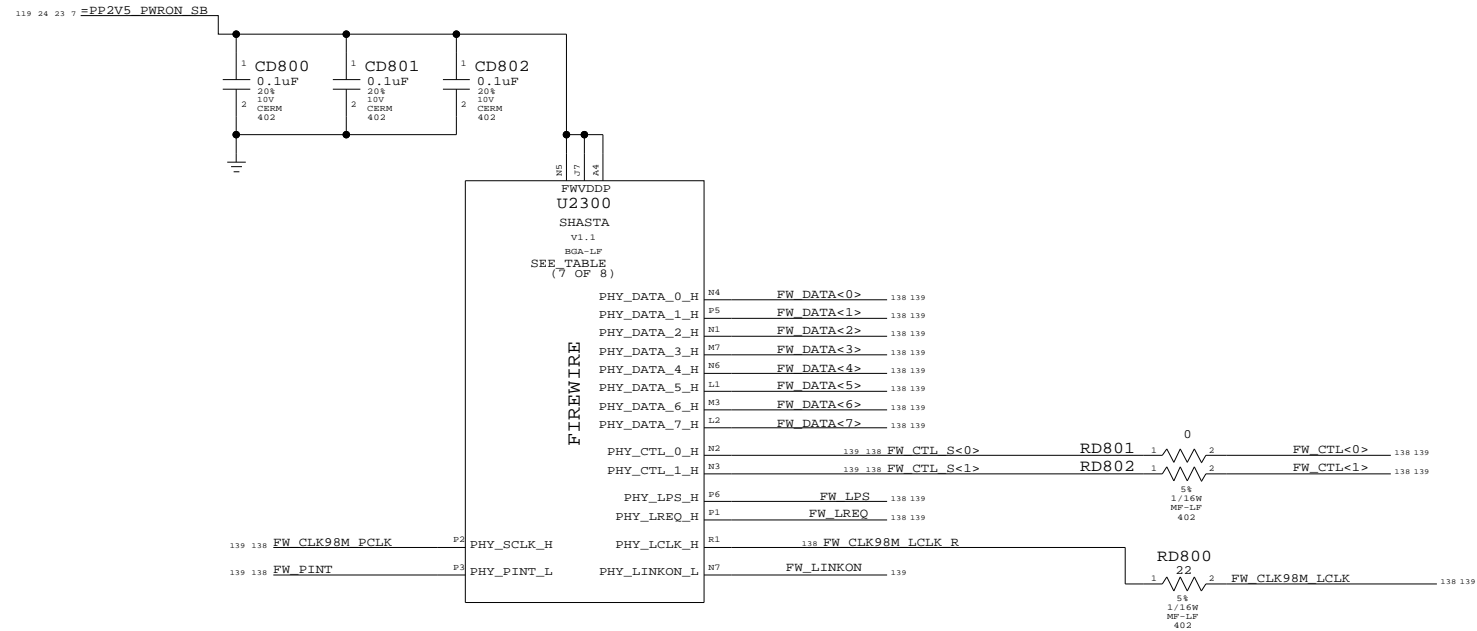 119 24 23 7 =PP2V5_PWRON_SB
1 CD800
0.1uF
20%
10V
2 CERM
402
1 CD801
0.1uF
20%
10V
2 CERM
402
1 CD802
0.1uF
20%
10V
2 CERM
402
N5 J7 A4
FWVDDP
U2300
SHASTA
V1.1
BGA-LF
SEE_TABLE
(7 OF 8)
FIREWIRE
PHY_DATA_0_H N4 FW_DATA<0> 138 139
PHY_DATA_1_H P5 FW_DATA<1> 138 139
PHY_DATA_2_H N1 FW_DATA<2> 138 139
PHY_DATA_3_H M7 FW_DATA<3> 138 139
PHY_DATA_4_H N6 FW_DATA<4> 138 139
PHY_DATA_5_H L1 FW_DATA<5> 138 139
PHY_DATA_6_H M3 FW_DATA<6> 138 139
PHY_DATA_7_H L2 FW_DATA<7> 138 139
0
PHY_CTL_0_H N2 139 138 FW_CTL_S<0> RD801 1 2 FW_CTL<0> 138 139
PHY_CTL_1_H N3 139 138 FW_CTL_S<1> RD802 1 2 FW_CTL<1> 138 139
5%
1/16W
MF-LF
402
PHY_LPS_H P6 FW_LPS 138 139
PHY_LREQ_H P1 FW_LREQ 138 139
139 138 FW_CLK98M_PCLK P2 PHY_SCLK_H PHY_LCLK_H R1 138 FW_CLK98M_LCLK_R
139 138 FW_PINT P3 PHY_PINT_L PHY_LINKON_L N7 FW_LINKON 139
RD800
22
1 2 FW_CLK98M_LCLK 138 139
5%
1/16W
MF-LF
402